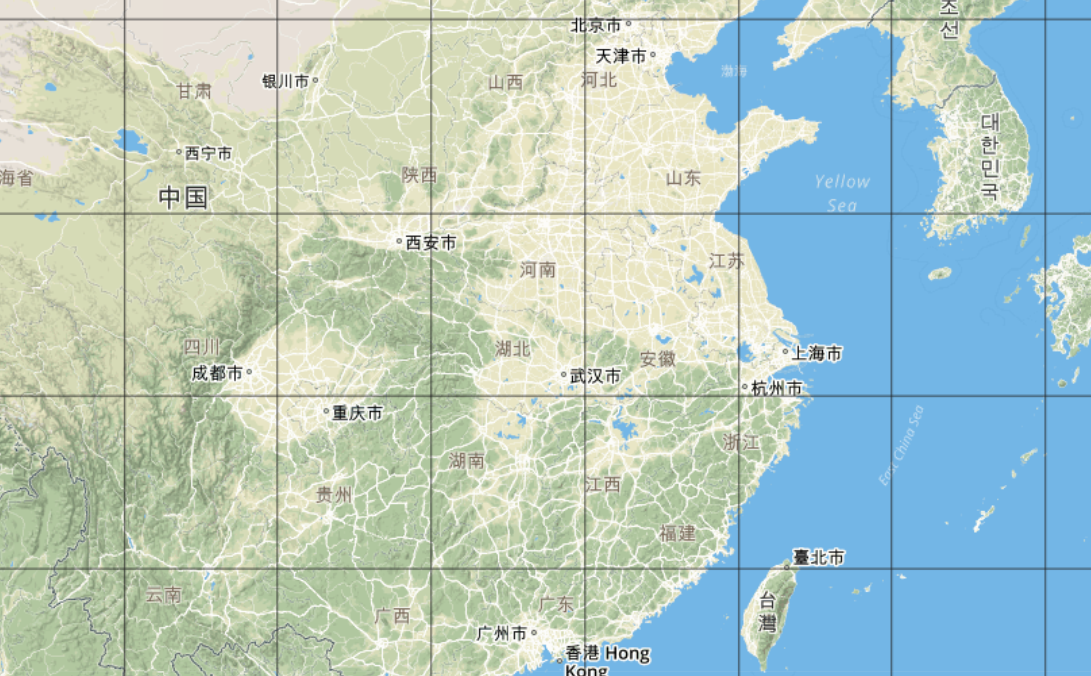 조
선
北京市
天津市
渤海
银川市
山西
河北
甘肃
대
한
민
국
西宁市
陕西
山东
海省
中国
Yellow
Sea
西安市
江苏
河南
四川
湖北
安徽
上海市
成都市
武汉市
杭州市
重庆市
浙江
East China Sea
湖南
江西
贵州
福建
臺北市
云南
广东
台
灣
广西
广州市
香港 Hong
Kong